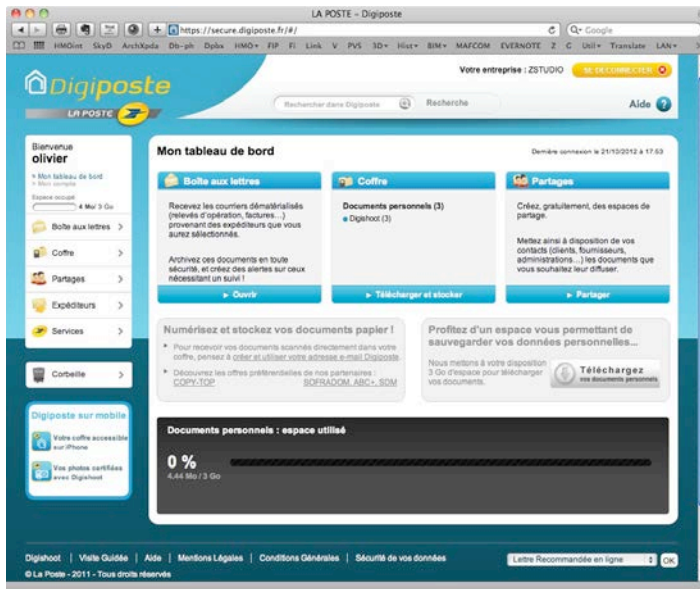 LA POSTE – Digiposte
https://secure.digiposte.fr/#/
Google
HMOint SkyD ArchXpda Db-ph Dpbx HMO FIP Fi Link V PVS 3D Hist BIM MAFCOM EVERNOTE Z C Util Translate LAN
Votre entreprise : ZSTUDIO SE DECONNECTER
Digiposte
LA POSTE
Rechercher dans Digiposte Recherche Aide ?
Bienvenue
olivier
Mon tableau de bord
Mon compte
Espace occupé
4 Mo/ 3 Go
Boîte aux lettres
Coffre
Partages
Expéditeurs
Services
Corbeille
Digiposte sur mobile
Votre coffre accessible
sur iPhone
Vos photos certifiées
avec Digishoot
Mon tableau de bord
Dernière connexion le 21/10/2012 à 17:53
Boîte aux lettres
Recevez les courriers dématérialisés
(relevés d'opération, factures...)
provenant des expéditeurs que vous
aurez sélectionnés.
Archivez ces documents en toute
sécurité, et créez des alertes sur ceux
nécessitant un suivi !
Ouvrir
Coffre
Documents personnels (3)
Digishoot (3)
Télécharger et stocker
Partages
Créez, gratuitement, des espaces de
partage.
Mettez ainsi à disposition de vos
contacts (clients, fournisseurs,
administrations...) les documents que
vous souhaitez leur diffuser.
Partager
Numérisez et stockez vos documents papier !
Pour recevoir vos documents scannés directement dans votre
coffre, pensez à créer et utiliser votre adresse e-mail Digiposte.
Découvrez les offres préférentielles de nos partenaires :
COPY-TOP SOFRADOM, ABC+, SDM
Profitez d'un espace vous permettant de
sauvegarder vos données personnelles...
Nous mettons à votre disposition
3 Go d'espace pour télécharger
vos documents.
Téléchargez
vos documents personnels
Documents personnels : espace utilisé
0 %
4.44 Mo / 3 Go
Digishoot | Visite Guidée | Aide | Mentions Légales | Conditions Générales | Sécurité de vos données
Lettre Recommandée en ligne OK
© La Poste - 2011 - Tous droits réservés